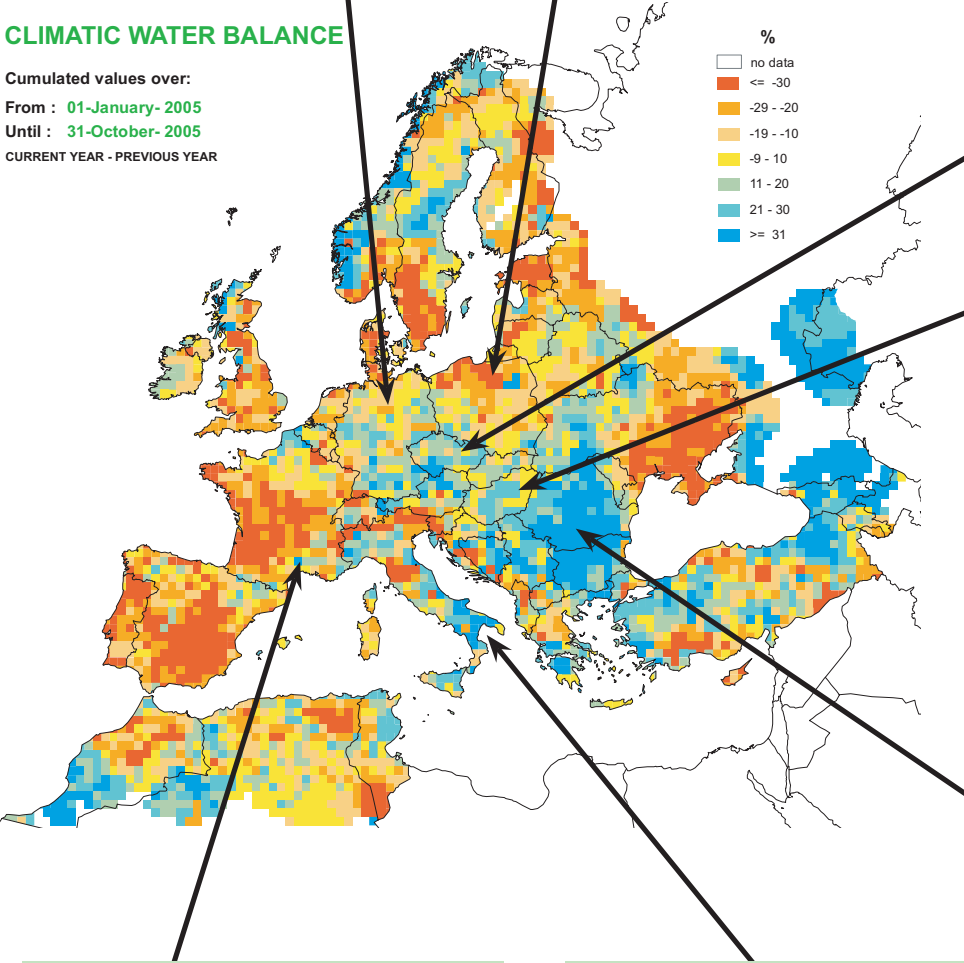 CLIMATIC WATER BALANCE
Cumulated values over:
From : 01-January- 2005
Until : 31-October- 2005
CURRENT YEAR - PREVIOUS YEAR
%
no data
<= -30
-29 - -20
-19 - -10
-9 - 10
11 - 20
21 - 30
>= 31